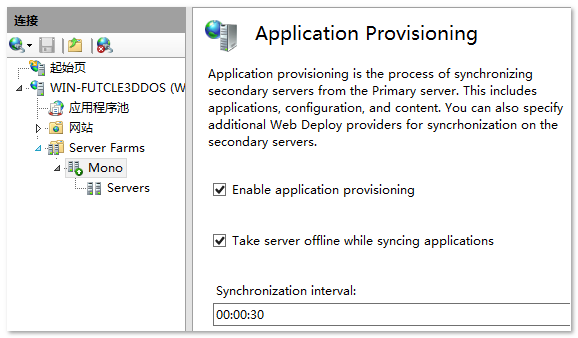 连接
起始页
WIN-FUTCLE3DDOS (W
应用程序池
网站
Server Farms
Mono
Servers
Application Provisioning
Application provisioning is the process of synchronizing
secondary servers from the Primary server. This includes
applications, configuration, and content. You can also specify
additional Web Deploy providers for syncrhonization on the
secondary servers.
Enable application provisioning
Take server offline while syncing applications
Synchronization interval:
00:00:30